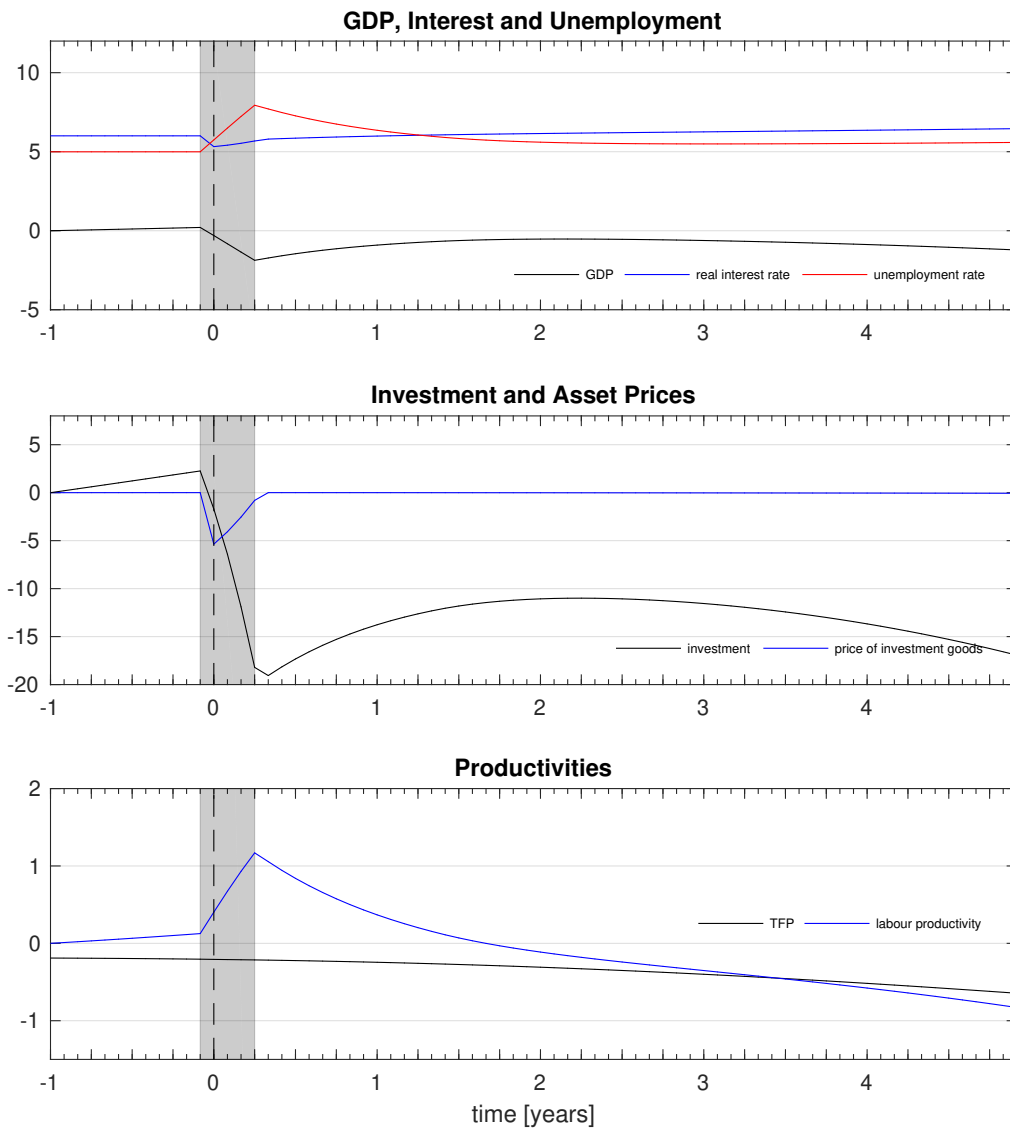 GDP, Interest and Unemployment
10
5
0
-5
GDP real interest rate unemployment rate
-1 0 1 2 3 4
Investment and Asset Prices
5
0
-5
-10
-15
-20
investment price of investment goods
-1 0 1 2 3 4
Productivities
2
1
0
-1
TFP labour productivity
-1 0 1 2 3 4
time [years]